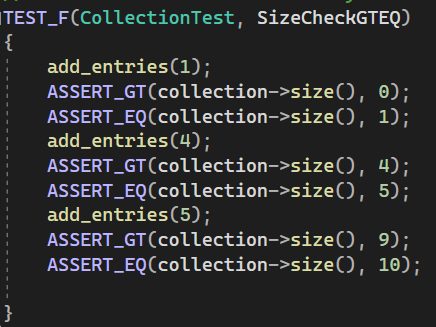 TEST_F(CollectionTest, SizeCheckGTEQ)
{
    add_entries(1);
    ASSERT_GT(collection->size(), 0);
    ASSERT_EQ(collection->size(), 1);
    add_entries(4);
    ASSERT_GT(collection->size(), 4);
    ASSERT_EQ(collection->size(), 5);
    add_entries(5);
    ASSERT_GT(collection->size(), 9);
    ASSERT_EQ(collection->size(), 10);
}